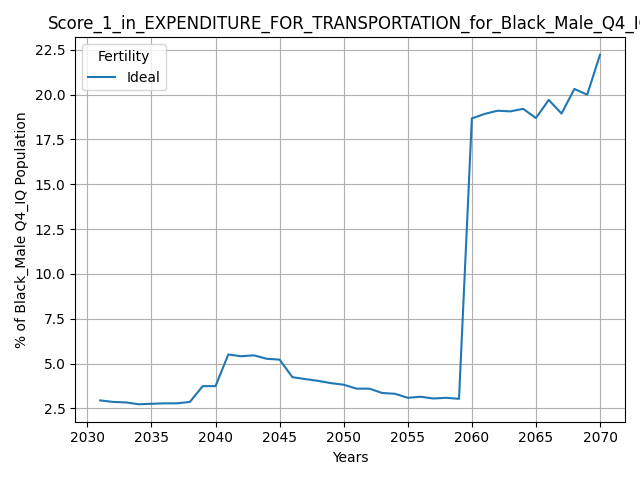 Score_1_in_EXPENDITURE_FOR_TRANSPORTATION_for_Black_Male_Q4_IQ
Fertility
Ideal
% of Black_Male Q4_IQ Population
22.5
20.0
17.5
15.0
12.5
10.0
7.5
5.0
2.5
2030 2035 2040 2045 2050 2055 2060 2065 2070
Years